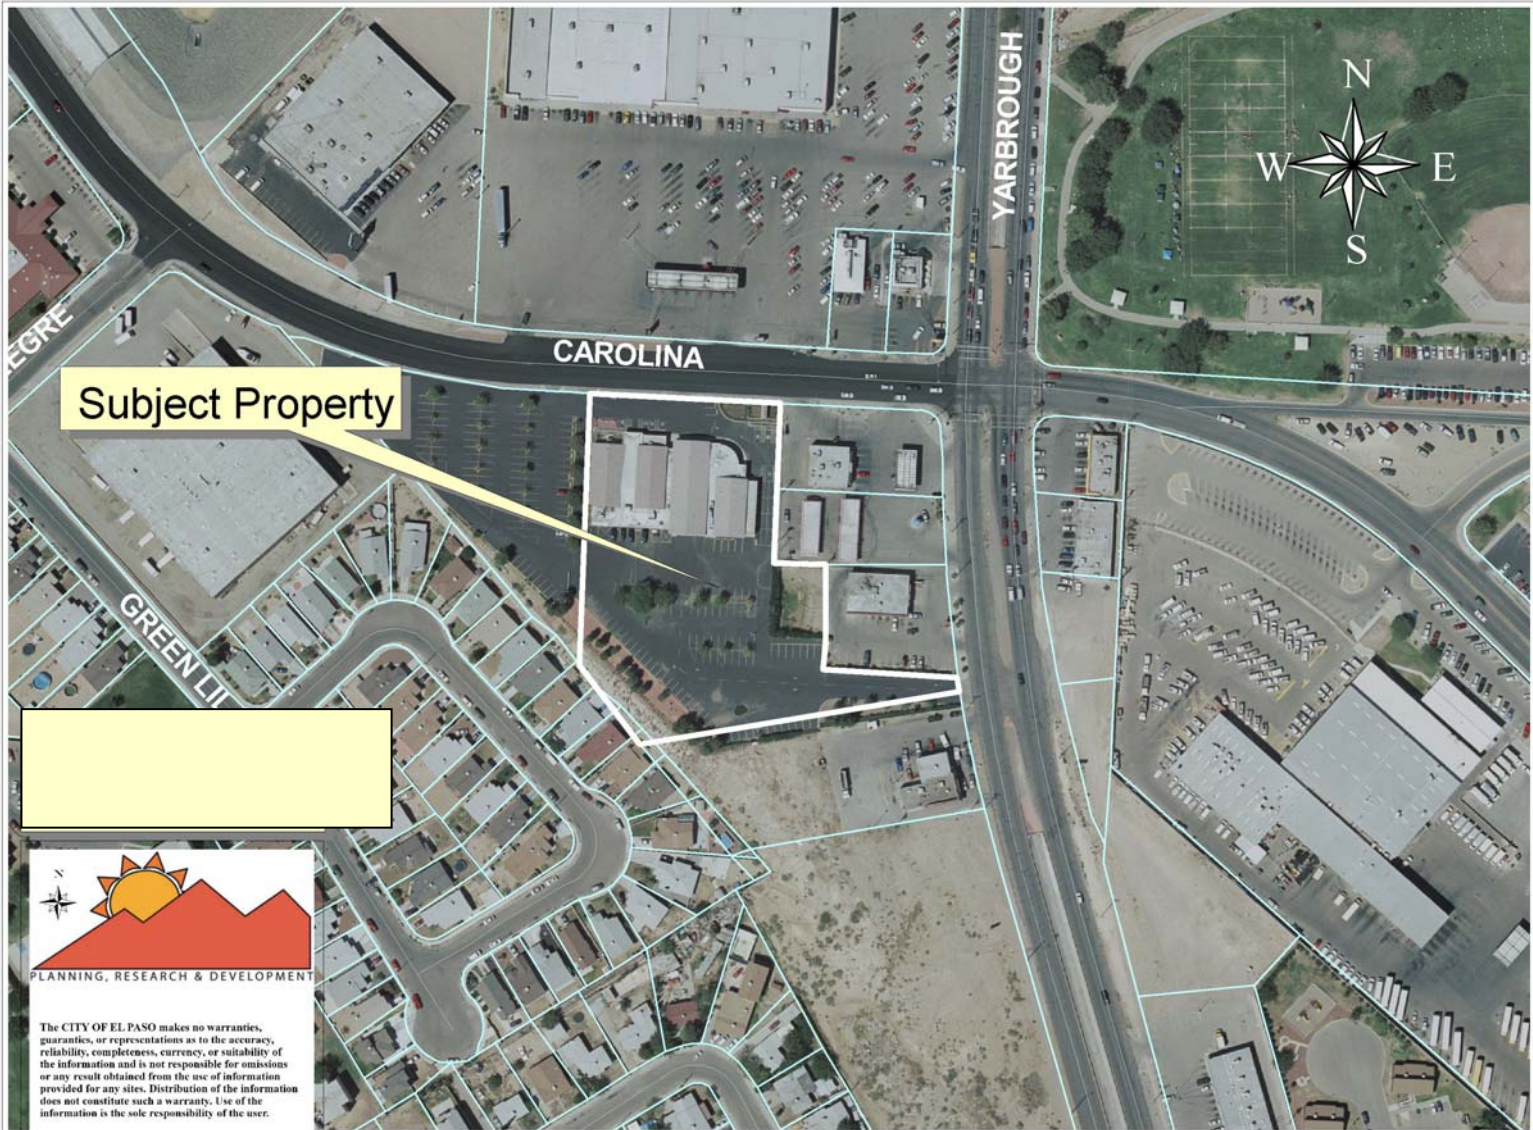 YARBROUGH
N
W
E
S
CAROLINA
EGRE
Subject Property
GREEN LIL
N
PLANNING, RESEARCH & DEVELOPMENT
The CITY OF EL PASO makes no warranties,
guaranties, or representations as to the accuracy,
reliability, completeness, currency, or suitability of
the information and is not responsible for omissions
or any result obtained from the use of information
provided for any sites. Distribution of the information
does not constitute such a warranty. Use of the
information is the sole responsibility of the user.